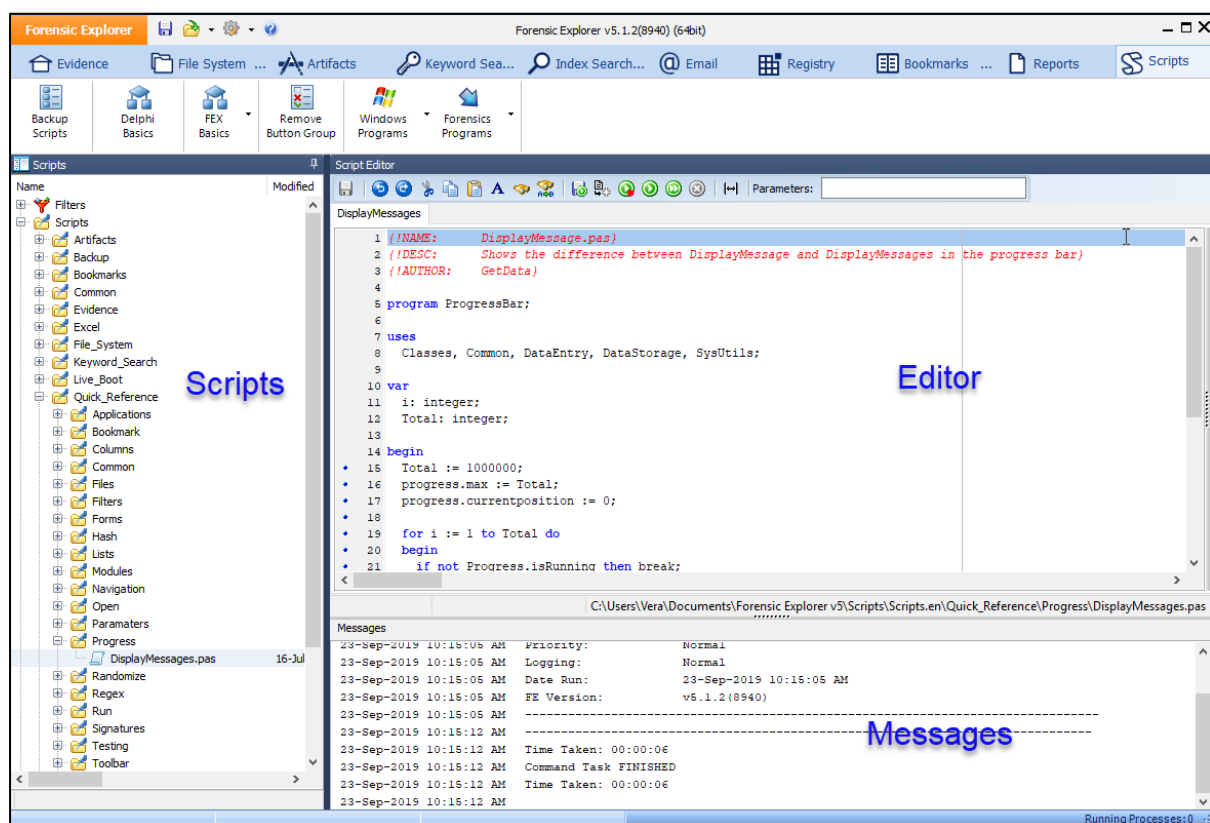 Forensic Explorer
Forensic Explorer v5.1.2(8940) (64bit)
Evidence File System ... Artifacts Keyword Sea... Index Search... Email Registry Bookmarks ... Reports Scripts
Backup Scripts
Delphi Basics
FEX Basics
Remove Button Group
Windows Programs
Forensics Programs
Scripts
Name Modified
Filters
Scripts
Artifacts
Backup
Bookmarks
Common
Evidence
Excel
File_System
Keyword_Search
Live_Boot
Quick_Reference
Applications
Bookmark
Columns
Common
Files
Filters
Forms
Hash
Lists
Modules
Navigation
Open
Paramaters
Progress
DisplayMessages.pas 16-Jul
Randomize
Regex
Run
Signatures
Testing
Toolbar
Scripts
Script Editor
Parameters:
DisplayMessages
1 {!NAME: DisplayMessage.pas}
2 {!DESC: Shows the difference between DisplayMessage and DisplayMessages in the progress bar}
3 {!AUTHOR: GetData}
4
5 program ProgressBar;
6
7 uses
8 Classes, Common, DataEntry, DataStorage, SysUtils;
9
10 var
11 i: integer;
12 Total: integer;
13
14 begin
15 Total := 1000000;
16 progress.max := Total;
17 progress.currentposition := 0;
18
19 for i := 1 to Total do
20 begin
21 if not Progress.isRunning then break;
Editor
C:\Users\Vera\Documents\Forensic Explorer v5\Scripts\Scripts.en\Quick_Reference\Progress\DisplayMessages.pas
Messages
23-Sep-2019 10:15:05 AM Priority: Normal
23-Sep-2019 10:15:05 AM Logging: Normal
23-Sep-2019 10:15:05 AM Date Run: 23-Sep-2019 10:15:05 AM
23-Sep-2019 10:15:05 AM FE Version: v5.1.2(8940)
23-Sep-2019 10:15:05 AM --------------------------------------------------------------------------------
23-Sep-2019 10:15:12 AM --------------------------------------------------------------------------------
23-Sep-2019 10:15:12 AM Time Taken: 00:00:06
23-Sep-2019 10:15:12 AM Command Task FINISHED
23-Sep-2019 10:15:12 AM Time Taken: 00:00:06
23-Sep-2019 10:15:12 AM
Messages
Running Processes:0